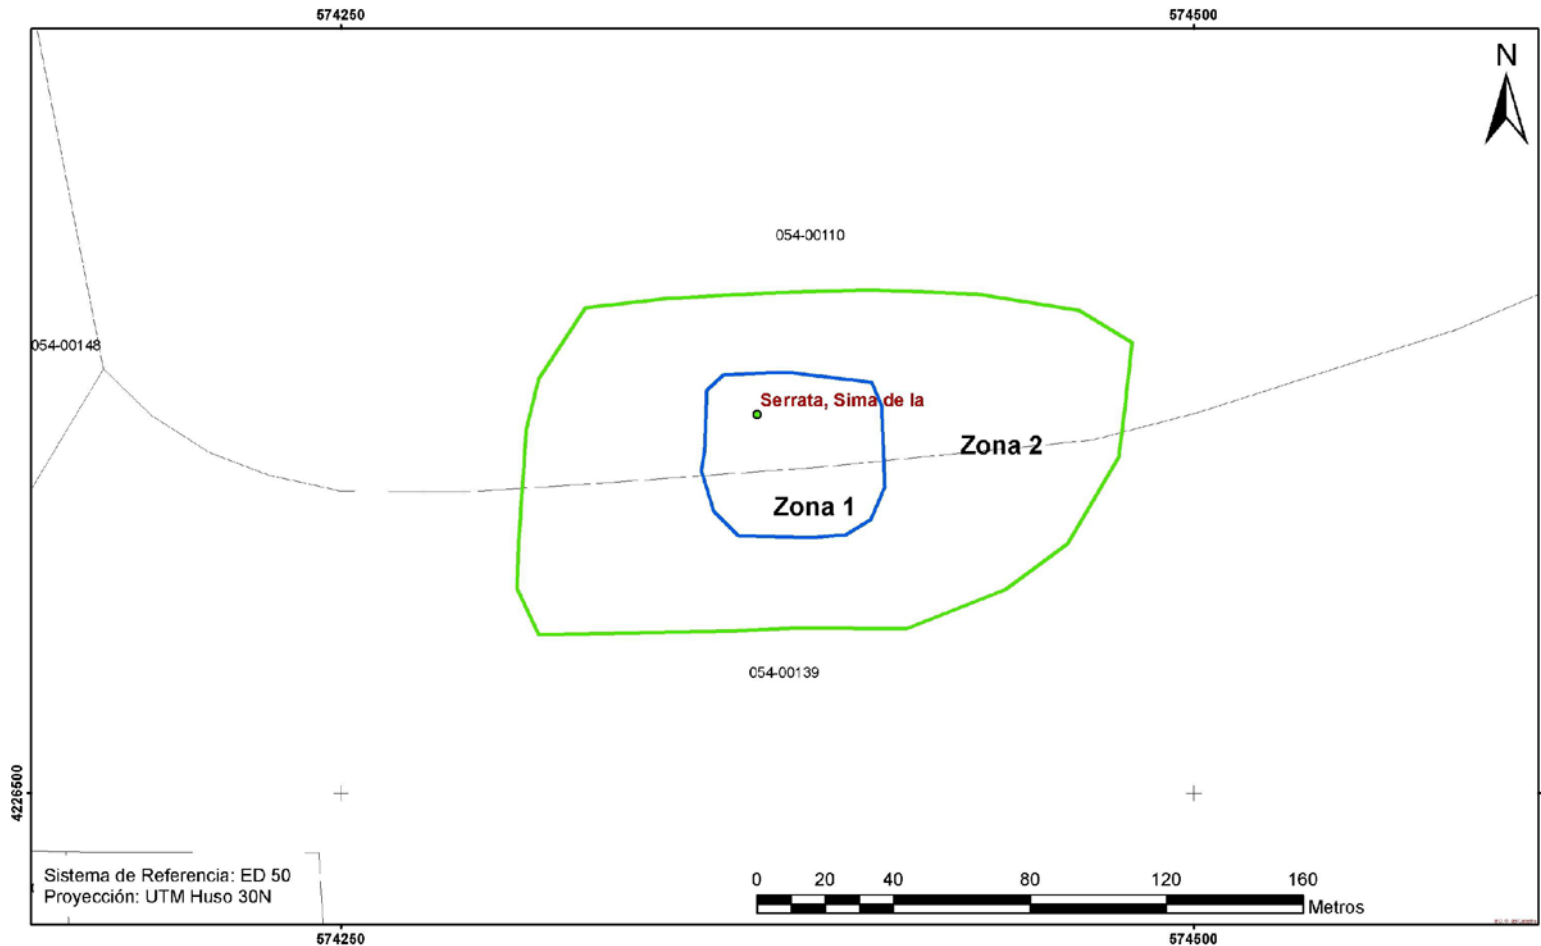 574250
574500
N
054-00110
054-00148
Serrata, Sima de la
Zona 2
Zona 1
054-00139
4226500
Sistema de Referencia: ED 50
Proyección: UTM Huso 30N
0 20 40 80 120 160
Metros
574250
574500